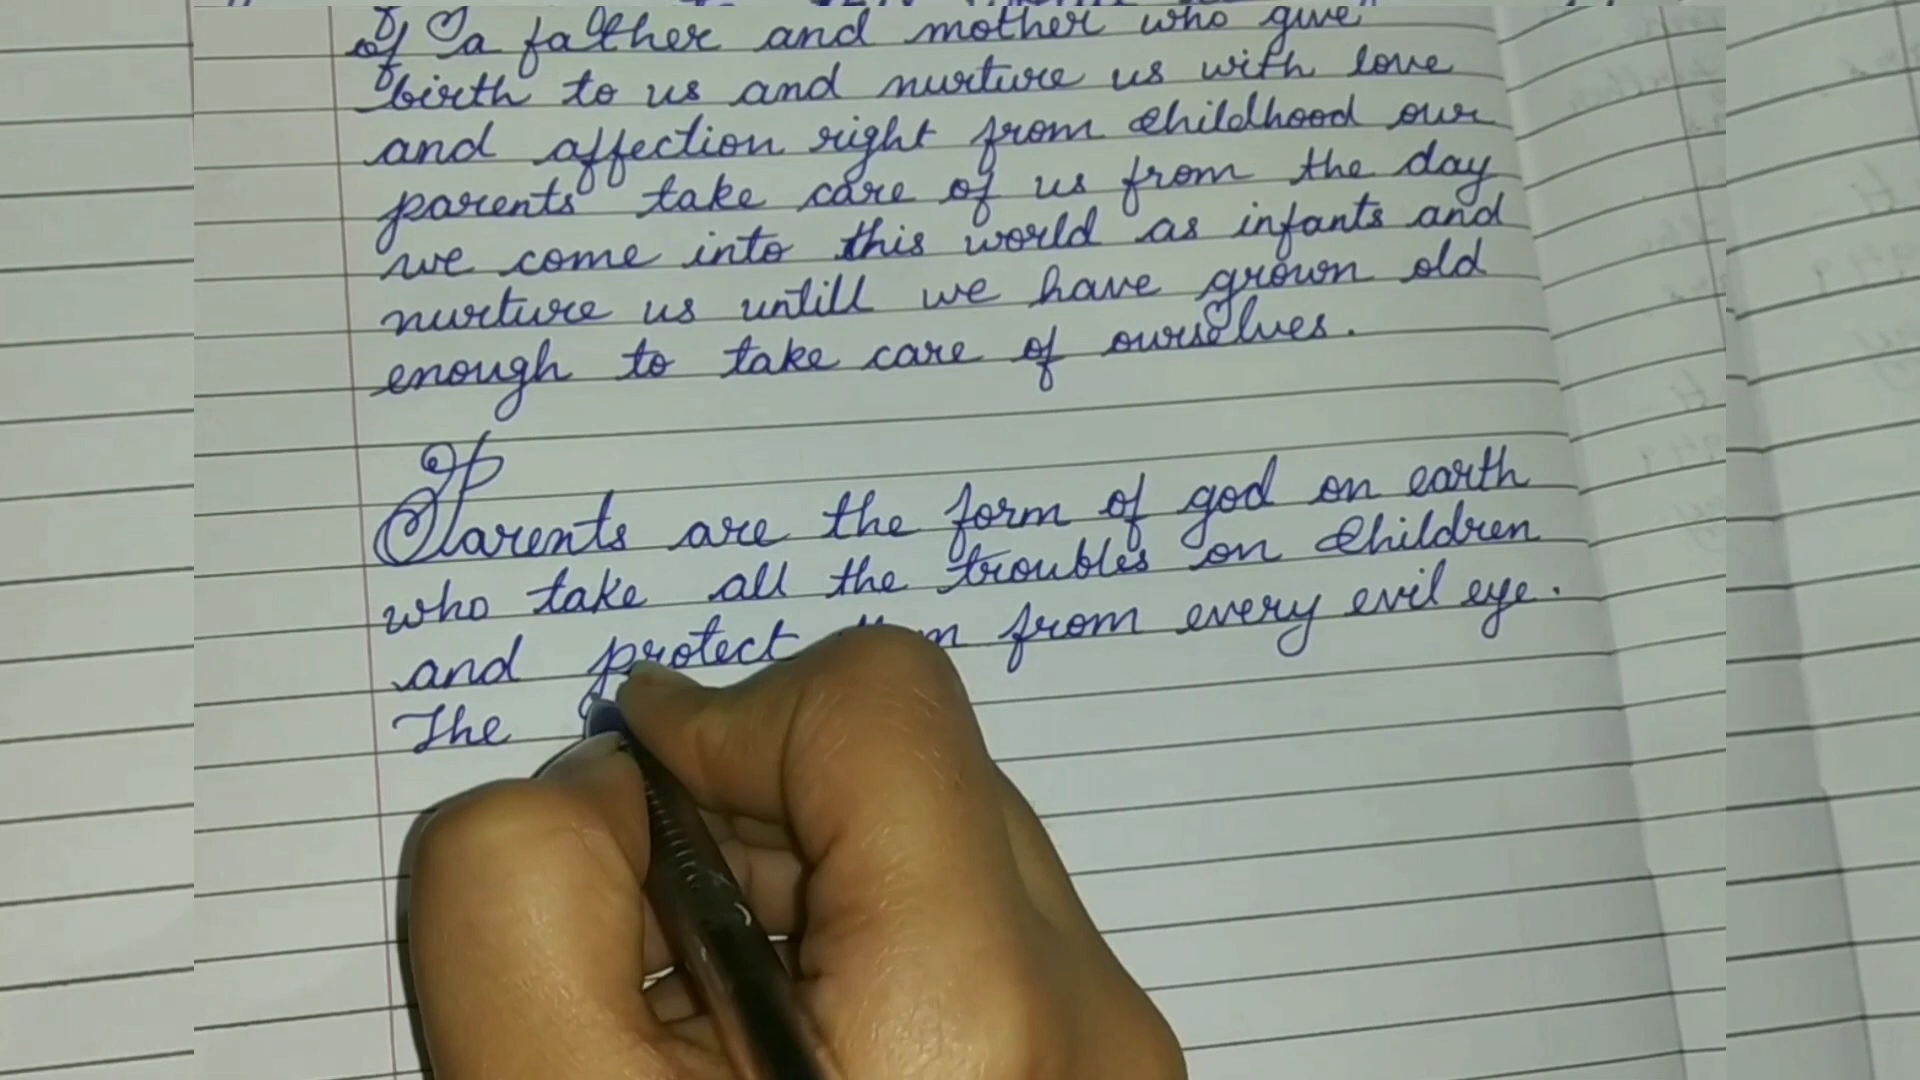 of a father and mother who give
birth to us and nurture us with love
and affection right from childhood our
parents take care of us from the day
we come into this world as infants and
nurture us untill we have grown old
enough to take care of ourselves.
Parents are the form of god on earth
who take all the troubles on children
and protect from every evil eye.
The